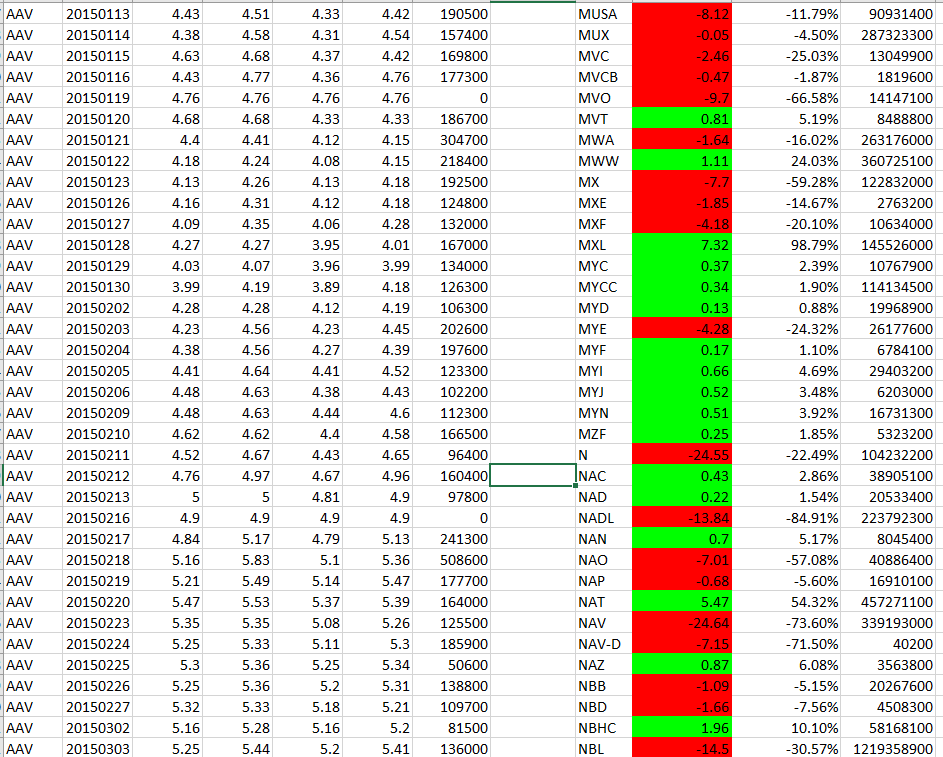 AAV 20150113 4.43 4.51 4.33 4.42 190500 MUSA -8.12 -11.79% 90931400
AAV 20150114 4.38 4.58 4.31 4.54 157400 MUX -0.05 -4.50% 287323300
AAV 20150115 4.63 4.68 4.37 4.42 169800 MVC -2.46 -25.03% 13049900
AAV 20150116 4.43 4.77 4.36 4.76 177300 MVCB -0.47 -1.87% 1819600
AAV 20150119 4.76 4.76 4.76 4.76 0 MVO -9.7 -66.58% 14147100
AAV 20150120 4.68 4.68 4.33 4.33 186700 MVT 0.81 5.19% 8488800
AAV 20150121 4.4 4.41 4.12 4.15 304700 MWA -1.64 -16.02% 263176000
AAV 20150122 4.18 4.24 4.08 4.15 218400 MWW 1.11 24.03% 360725100
AAV 20150123 4.13 4.26 4.13 4.18 192500 MX -7.7 -59.28% 122832000
AAV 20150126 4.16 4.31 4.12 4.18 124800 MXE -1.85 -14.67% 2763200
AAV 20150127 4.09 4.35 4.06 4.28 132000 MXF -4.18 -20.10% 10634000
AAV 20150128 4.27 4.27 3.95 4.01 167000 MXL 7.32 98.79% 145526000
AAV 20150129 4.03 4.07 3.96 3.99 134000 MYC 0.37 2.39% 10767900
AAV 20150130 3.99 4.19 3.89 4.18 126300 MYCC 0.34 1.90% 114134500
AAV 20150202 4.28 4.28 4.12 4.19 106300 MYD 0.13 0.88% 19968900
AAV 20150203 4.23 4.56 4.23 4.45 202600 MYE -4.28 -24.32% 26177600
AAV 20150204 4.38 4.56 4.27 4.39 197600 MYF 0.17 1.10% 6784100
AAV 20150205 4.41 4.64 4.41 4.52 123300 MYI 0.66 4.69% 29403200
AAV 20150206 4.48 4.63 4.38 4.43 102200 MYJ 0.52 3.48% 6203000
AAV 20150209 4.48 4.63 4.44 4.6 112300 MYN 0.51 3.92% 16731300
AAV 20150210 4.62 4.62 4.4 4.58 166500 MZF 0.25 1.85% 5323200
AAV 20150211 4.52 4.67 4.43 4.65 96400 N -24.55 -22.49% 104232200
AAV 20150212 4.76 4.97 4.67 4.96 160400 NAC 0.43 2.86% 38905100
AAV 20150213 5 5 4.81 4.9 97800 NAD 0.22 1.54% 20533400
AAV 20150216 4.9 4.9 4.9 4.9 0 NADL -13.84 -84.91% 223792300
AAV 20150217 4.84 5.17 4.79 5.13 241300 NAN 0.7 5.17% 8045400
AAV 20150218 5.16 5.83 5.1 5.36 508600 NAO -7.01 -57.08% 40886400
AAV 20150219 5.21 5.49 5.14 5.47 177700 NAP -0.68 -5.60% 16910100
AAV 20150220 5.47 5.53 5.37 5.39 164000 NAT 5.47 54.32% 457271100
AAV 20150223 5.35 5.35 5.08 5.26 125500 NAV -24.64 -73.60% 339193000
AAV 20150224 5.25 5.33 5.11 5.3 185900 NAV-D -7.15 -71.50% 40200
AAV 20150225 5.3 5.36 5.25 5.34 50600 NAZ 0.87 6.08% 3563800
AAV 20150226 5.25 5.36 5.2 5.31 138800 NBB -1.09 -5.15% 20267600
AAV 20150227 5.32 5.33 5.18 5.21 109700 NBD -1.66 -7.56% 4508300
AAV 20150302 5.16 5.28 5.16 5.2 81500 NBHC 1.96 10.10% 58168100
AAV 20150303 5.25 5.44 5.2 5.41 136000 NBL -14.5 -30.57% 1219358900